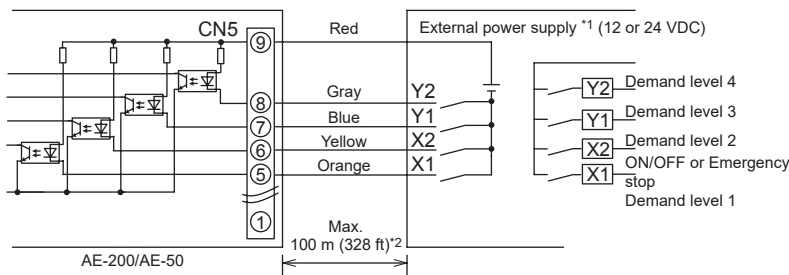 CN5
Red
External power supply *1 (12 or 24 VDC)
9
Gray
Y2
8
Blue
Y1
7
Yellow
X2
6
Orange
X1
5
1
Max.
100 m (328 ft)*2
AE-200/AE-50
Y2
Demand level 4
Y1
Demand level 3
X2
Demand level 2
X1
ON/OFF or Emergency
stop
Demand level 1